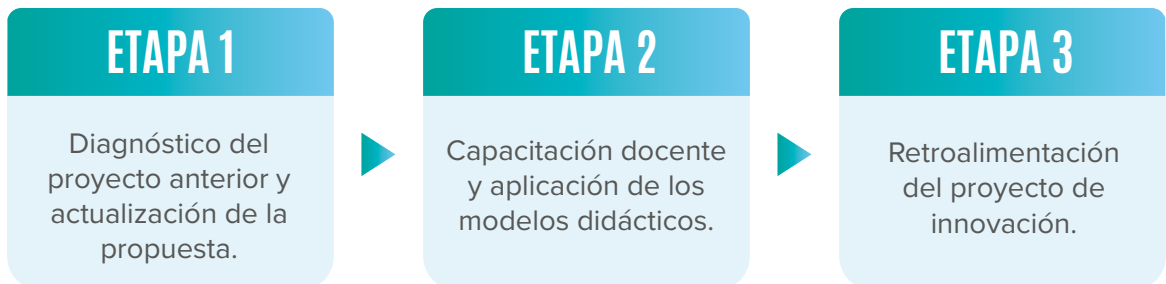 ETAPA 1
Diagnóstico del
proyecto anterior y
actualización de la
propuesta.
ETAPA 2
Capacitación docente
y aplicación de los
modelos didácticos.
ETAPA 3
Retroalimentación
del proyecto de
innovación.